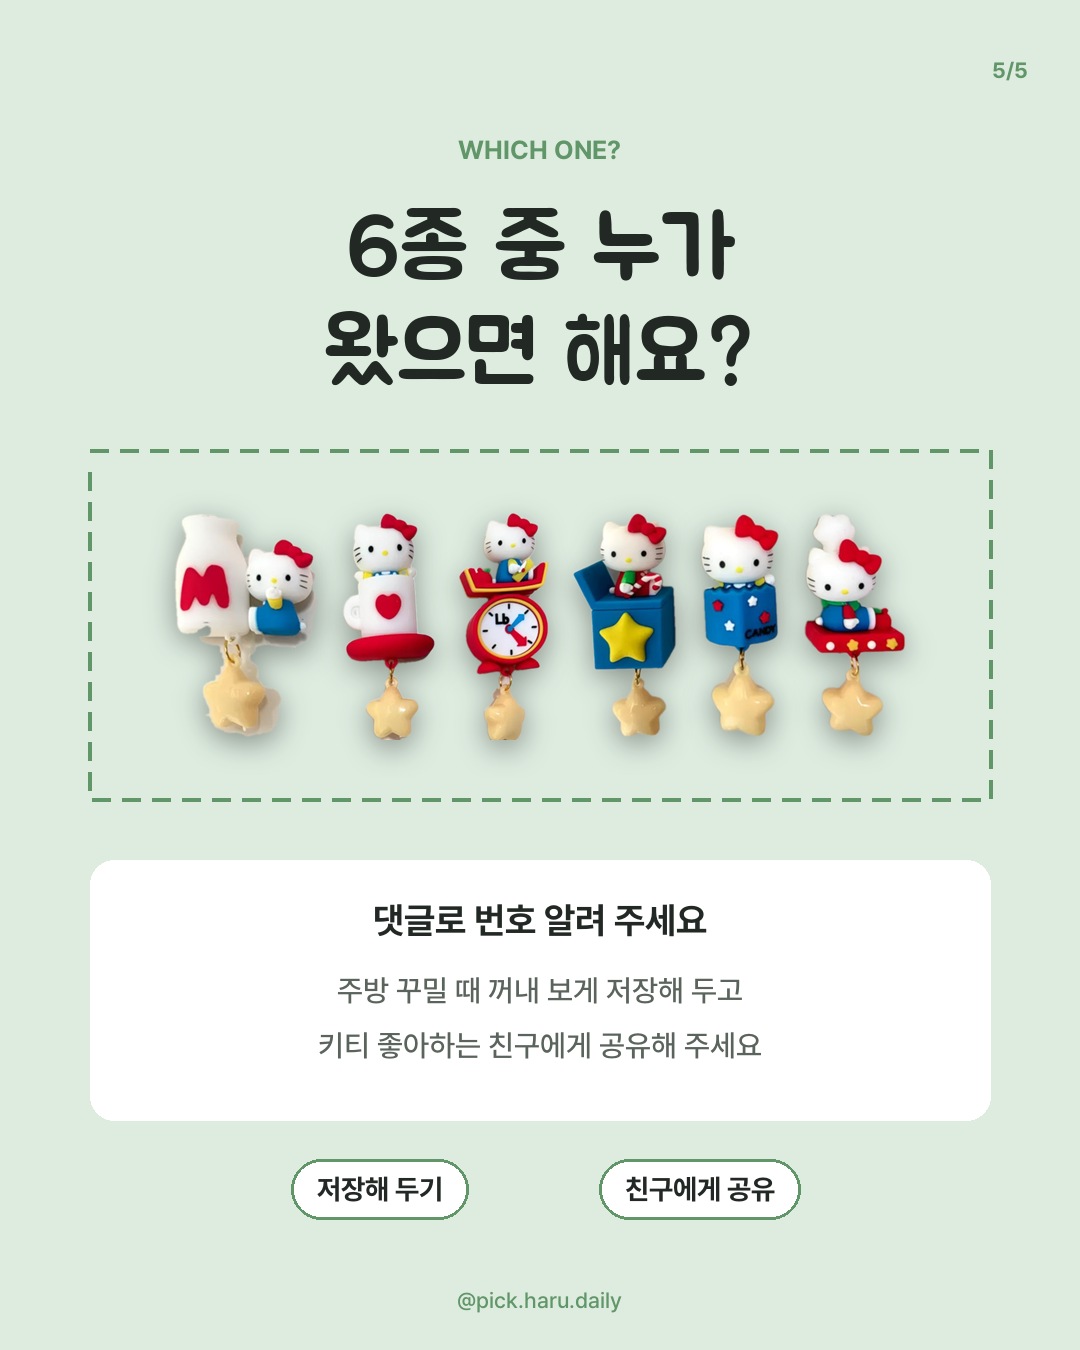 5/5
WHICH ONE?
6종 중 누가
왔으면 해요?
M
Lb
CANDY
댓글로 번호 알려 주세요
주방 꾸밀 때 꺼내 보게 저장해 두고
키티 좋아하는 친구에게 공유해 주세요
저장해 두기
친구에게 공유
@pick.haru.daily